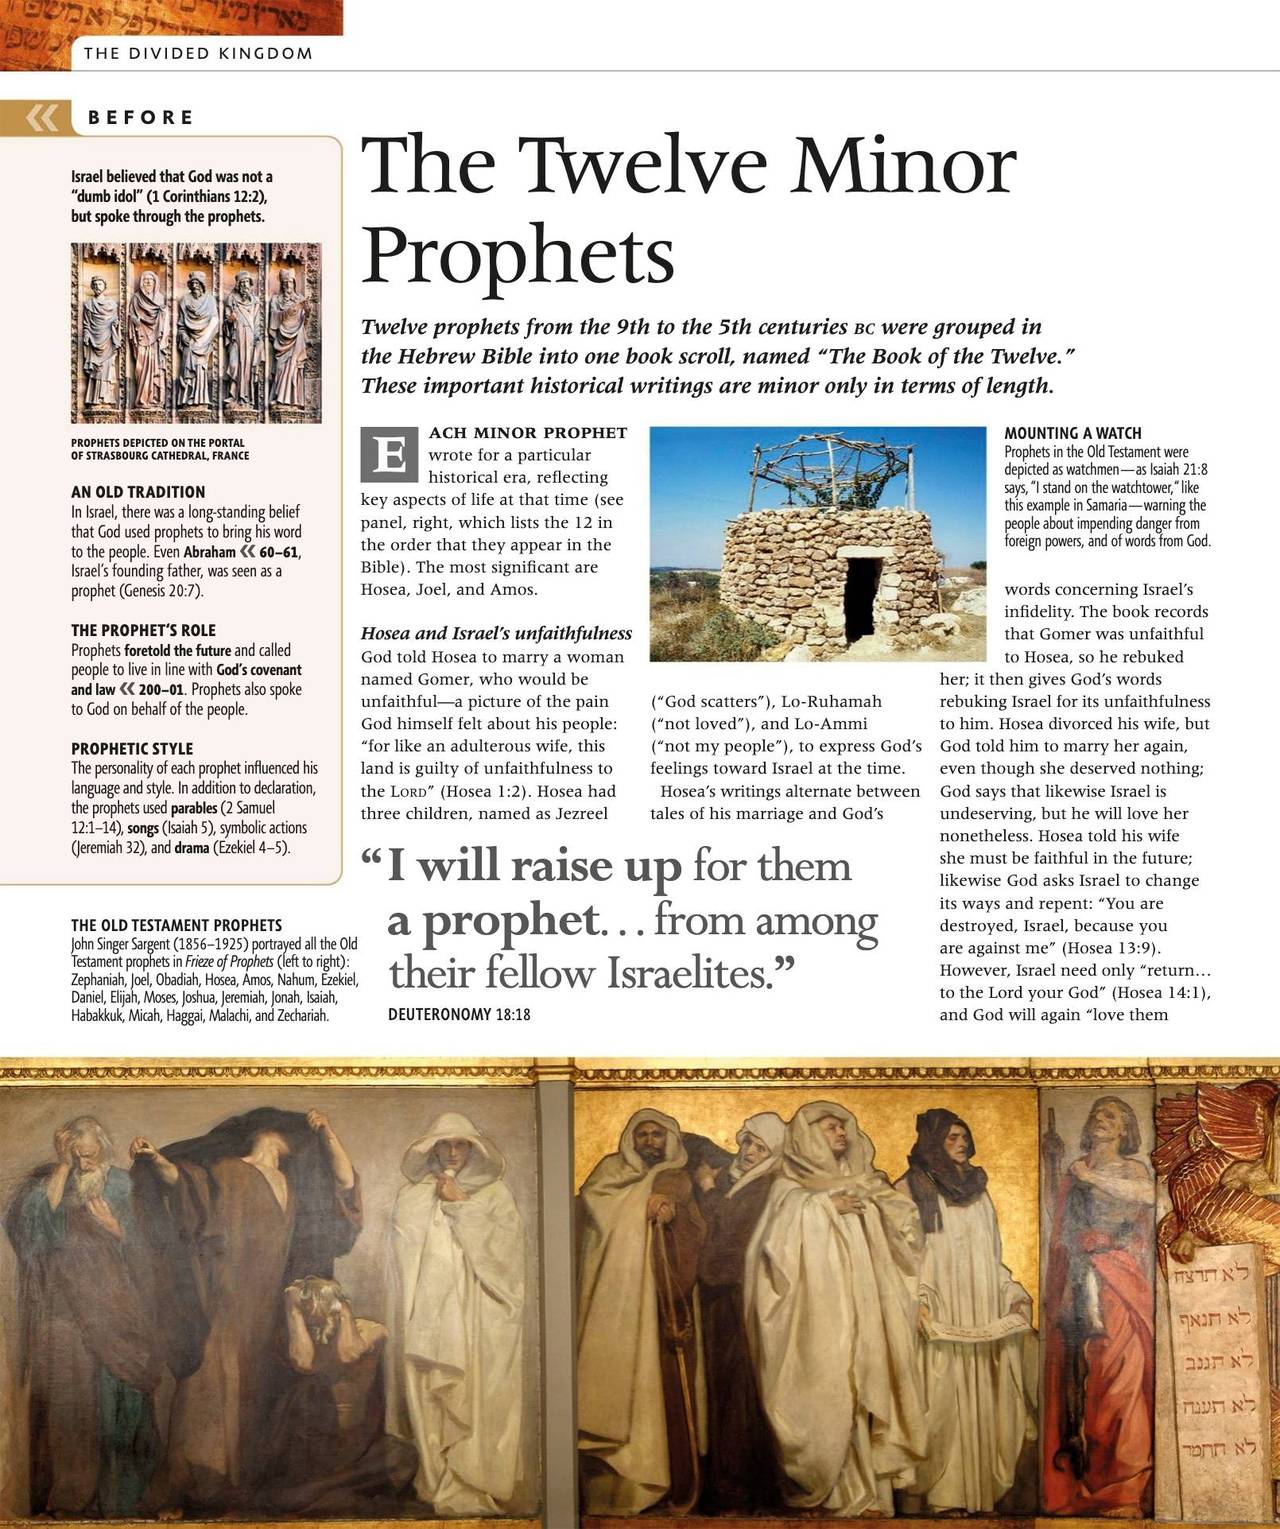 THE DIVIDED KINGDOM
BEFORE
Israel believed that God was not a
“dumb idol” (1 Corinthians 12:2),
but spoke through the prophets.
PROPHETS DEPICTED ON THE PORTAL
OF STRASBOURG CATHEDRAL, FRANCE
AN OLD TRADITION
In Israel, there was a long-standing belief
that God used prophets to bring his word
to the people. Even Abraham « 60–61,
Israel’s founding father, was seen as a
prophet (Genesis 20:7).
THE PROPHET’S ROLE
Prophets foretold the future and called
people to live in line with God’s covenant
and law « 200–01. Prophets also spoke
to God on behalf of the people.
PROPHETIC STYLE
The personality of each prophet influenced his
language and style. In addition to declaration,
the prophets used parables (2 Samuel
12:1–14), songs (Isaiah 5), symbolic actions
(Jeremiah 32), and drama (Ezekiel 4–5).
THE OLD TESTAMENT PROPHETS
John Singer Sargent (1856–1925) portrayed all the Old
Testament prophets in Frieze of Prophets (left to right):
Zephaniah, Joel, Obadiah, Hosea, Amos, Nahum, Ezekiel,
Daniel, Elijah, Moses, Joshua, Jeremiah, Jonah, Isaiah,
Habakkuk, Micah, Haggai, Malachi, and Zechariah.
The Twelve Minor
Prophets
Twelve prophets from the 9th to the 5th centuries BC were grouped in
the Hebrew Bible into one book scroll, named “The Book of the Twelve.”
These important historical writings are minor only in terms of length.
EACH MINOR PROPHET
wrote for a particular
historical era, reflecting
key aspects of life at that time (see
panel, right, which lists the 12 in
the order that they appear in the
Bible). The most significant are
Hosea, Joel, and Amos.
Hosea and Israel’s unfaithfulness
God told Hosea to marry a woman
named Gomer, who would be
unfaithful—a picture of the pain
God himself felt about his people:
“for like an adulterous wife, this
land is guilty of unfaithfulness to
the LORD” (Hosea 1:2). Hosea had
three children, named as Jezreel
(“God scatters”), Lo-Ruhamah
(“not loved”), and Lo-Ammi
(“not my people”), to express God’s
feelings toward Israel at the time.
Hosea’s writings alternate between
tales of his marriage and God’s
MOUNTING A WATCH
Prophets in the Old Testament were
depicted as watchmen—as Isaiah 21:8
says, “I stand on the watchtower,” like
this example in Samaria—warning the
people about impending danger from
foreign powers, and of words from God.
words concerning Israel’s
infidelity. The book records
that Gomer was unfaithful
to Hosea, so he rebuked
her; it then gives God’s words
rebuking Israel for its unfaithfulness
to him. Hosea divorced his wife, but
God told him to marry her again,
even though she deserved nothing;
God says that likewise Israel is
undeserving, but he will love her
nonetheless. Hosea told his wife
she must be faithful in the future;
likewise God asks Israel to change
its ways and repent: “You are
destroyed, Israel, because you
are against me” (Hosea 13:9).
However, Israel need only “return…
to the Lord your God” (Hosea 14:1),
and God will again “love them
“I will raise up for them
a prophet… from among
their fellow Israelites.”
DEUTERONOMY 18:18
לא תרצח
לא תנאף
לא תגנב
לא תענה
לא תחמד